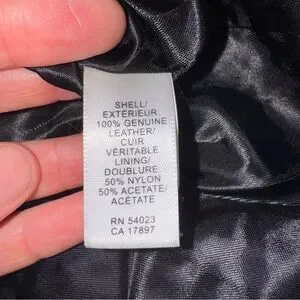 SHELL/
EXTÉRIEUR:
100% GENUINE
LEATHER/
CUIR
VÉRITABLE
LINING/
DOUBLURE:
50% NYLON
50% ACETATE/
ACÉTATE
RN 54023
CA 17897